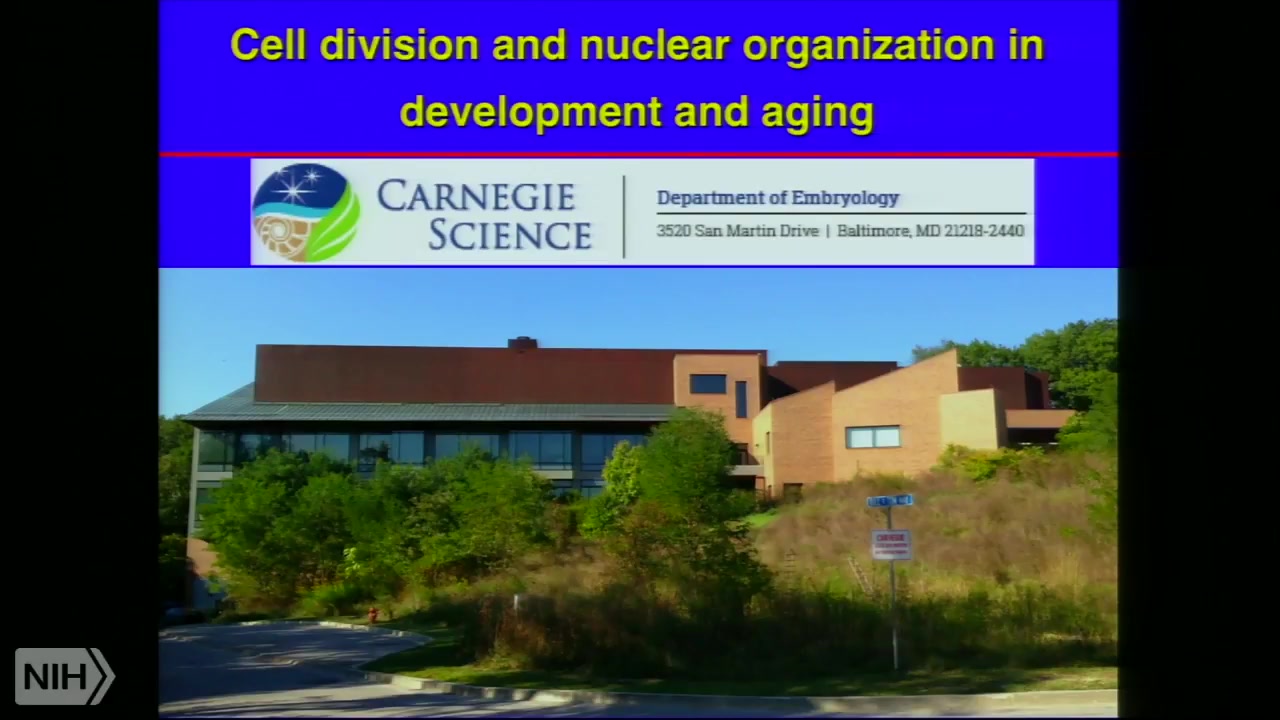 Cell division and nuclear organization in
development and aging
CARNEGIE
SCIENCE
Department of Embryology
3520 San Martin Drive | Baltimore, MD 21218-2440
CARNEGIE
NIH